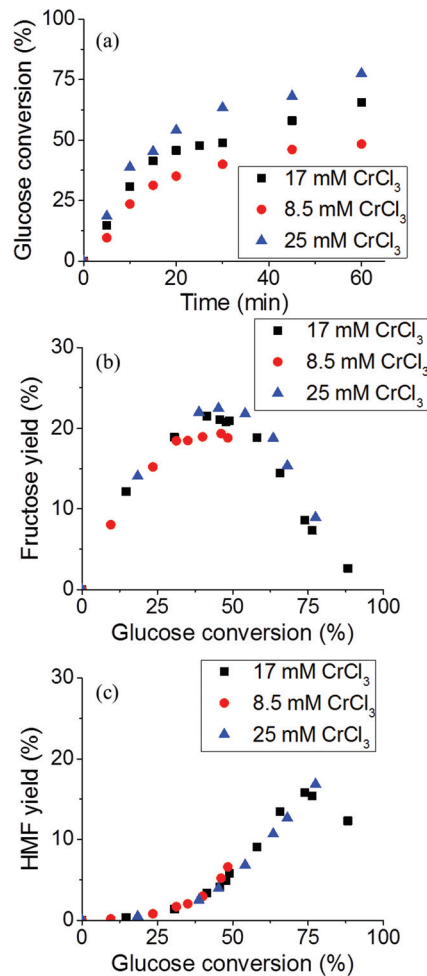 (a)
Glucose conversion (%)
100
75
50
25
0
17 mM CrCl₃
8.5 mM CrCl₃
25 mM CrCl₃
0 20 40 60
Time (min)
(b)
Fructose yield (%)
30
20
10
0
17 mM CrCl₃
8.5 mM CrCl₃
25 mM CrCl₃
0 25 50 75 100
Glucose conversion (%)
(c)
HMF yield (%)
30
20
10
0
17 mM CrCl₃
8.5 mM CrCl₃
25 mM CrCl₃
0 25 50 75 100
Glucose conversion (%)